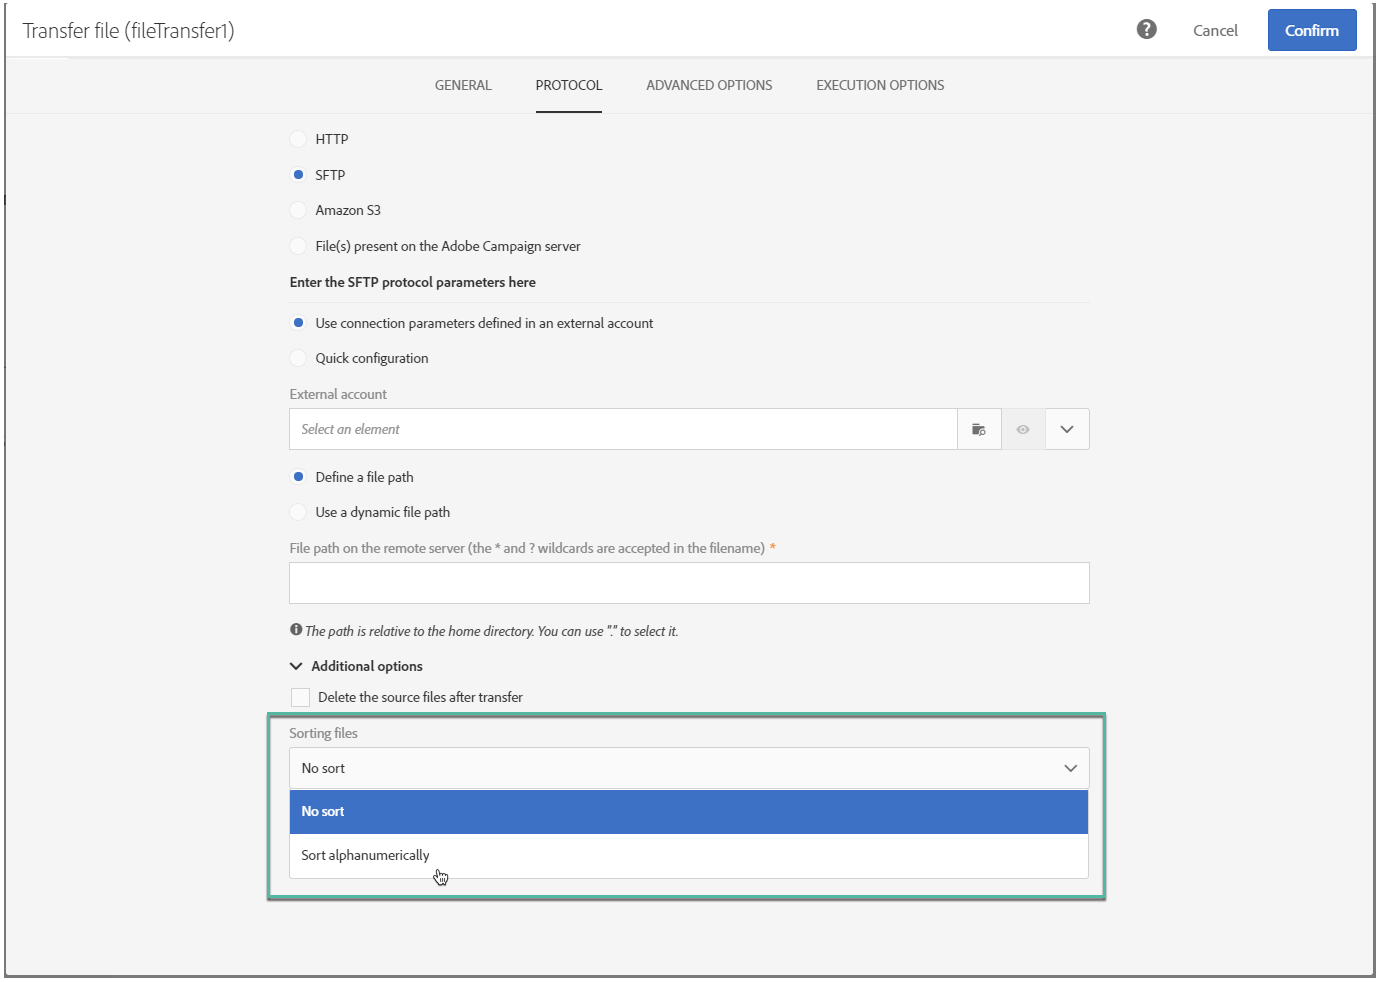 Transfer file (fileTransfer1)
? Cancel Confirm
GENERAL PROTOCOL ADVANCED OPTIONS EXECUTION OPTIONS
HTTP
SFTP
Amazon S3
File(s) present on the Adobe Campaign server
Enter the SFTP protocol parameters here
Use connection parameters defined in an external account
Quick configuration
External account
Select an element
Define a file path
Use a dynamic file path
File path on the remote server (the * and ? wildcards are accepted in the filename) *
The path is relative to the home directory. You can use "." to select it.
Additional options
Delete the source files after transfer
Sorting files
No sort
No sort
Sort alphanumerically